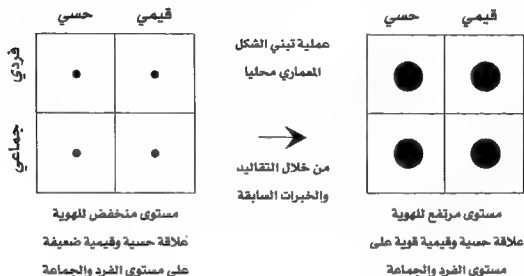 قيمي حسي
قيمي حسي
فردي
جماعي
عملية تبني الشكل
المعماري محليا
من خلال التقاليد
والخبرات السابقة
مستوى مرتفع للهوية
علاقة حسية وقيمية قوية على
مستوى الفرد والجماعة
مستوى منخفض للهوية
علاقة حسية وقيمية ضعيفة
على مستوى الفرد والجماعة